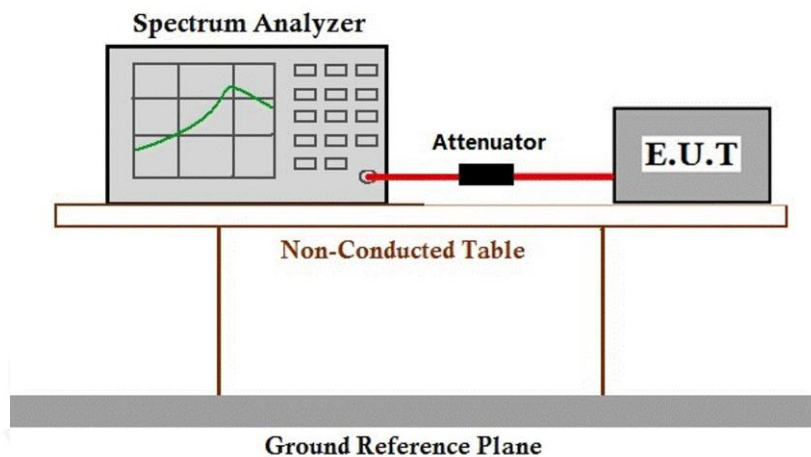 Spectrum Analyzer
Attenuator
E.U.T
Non-Conducted Table
Ground Reference Plane